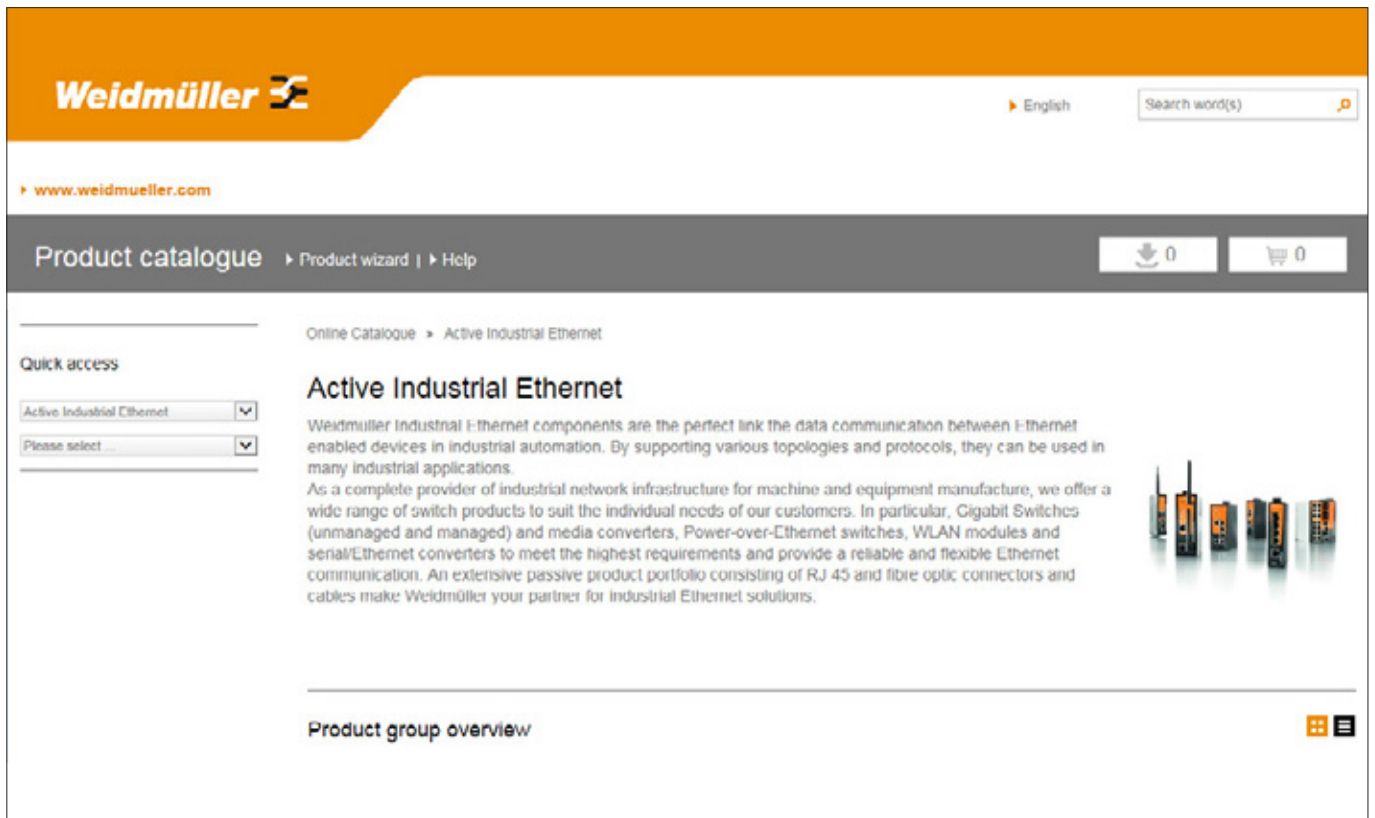 Weidmüller
English
Search word(s)
www.weidmueller.com
Product catalogue
Product wizard | Help
0
0
Quick access
Active Industrial Ethernet
Please select ...
Online Catalogue » Active Industrial Ethernet
Active Industrial Ethernet
Weidmuller Industrial Ethernet components are the perfect link the data communication between Ethernet
enabled devices in industrial automation. By supporting various topologies and protocols, they can be used in
many industrial applications.
As a complete provider of industrial network infrastructure for machine and equipment manufacture, we offer a
wide range of switch products to suit the individual needs of our customers. In particular, Gigabit Switches
(unmanaged and managed) and media converters, Power-over-Ethernet switches, WLAN modules and
serial/Ethernet converters to meet the highest requirements and provide a reliable and flexible Ethernet
communication. An extensive passive product portfolio consisting of RJ 45 and fibre optic connectors and
cables make Weidmüller your partner for industrial Ethernet solutions.
Product group overview